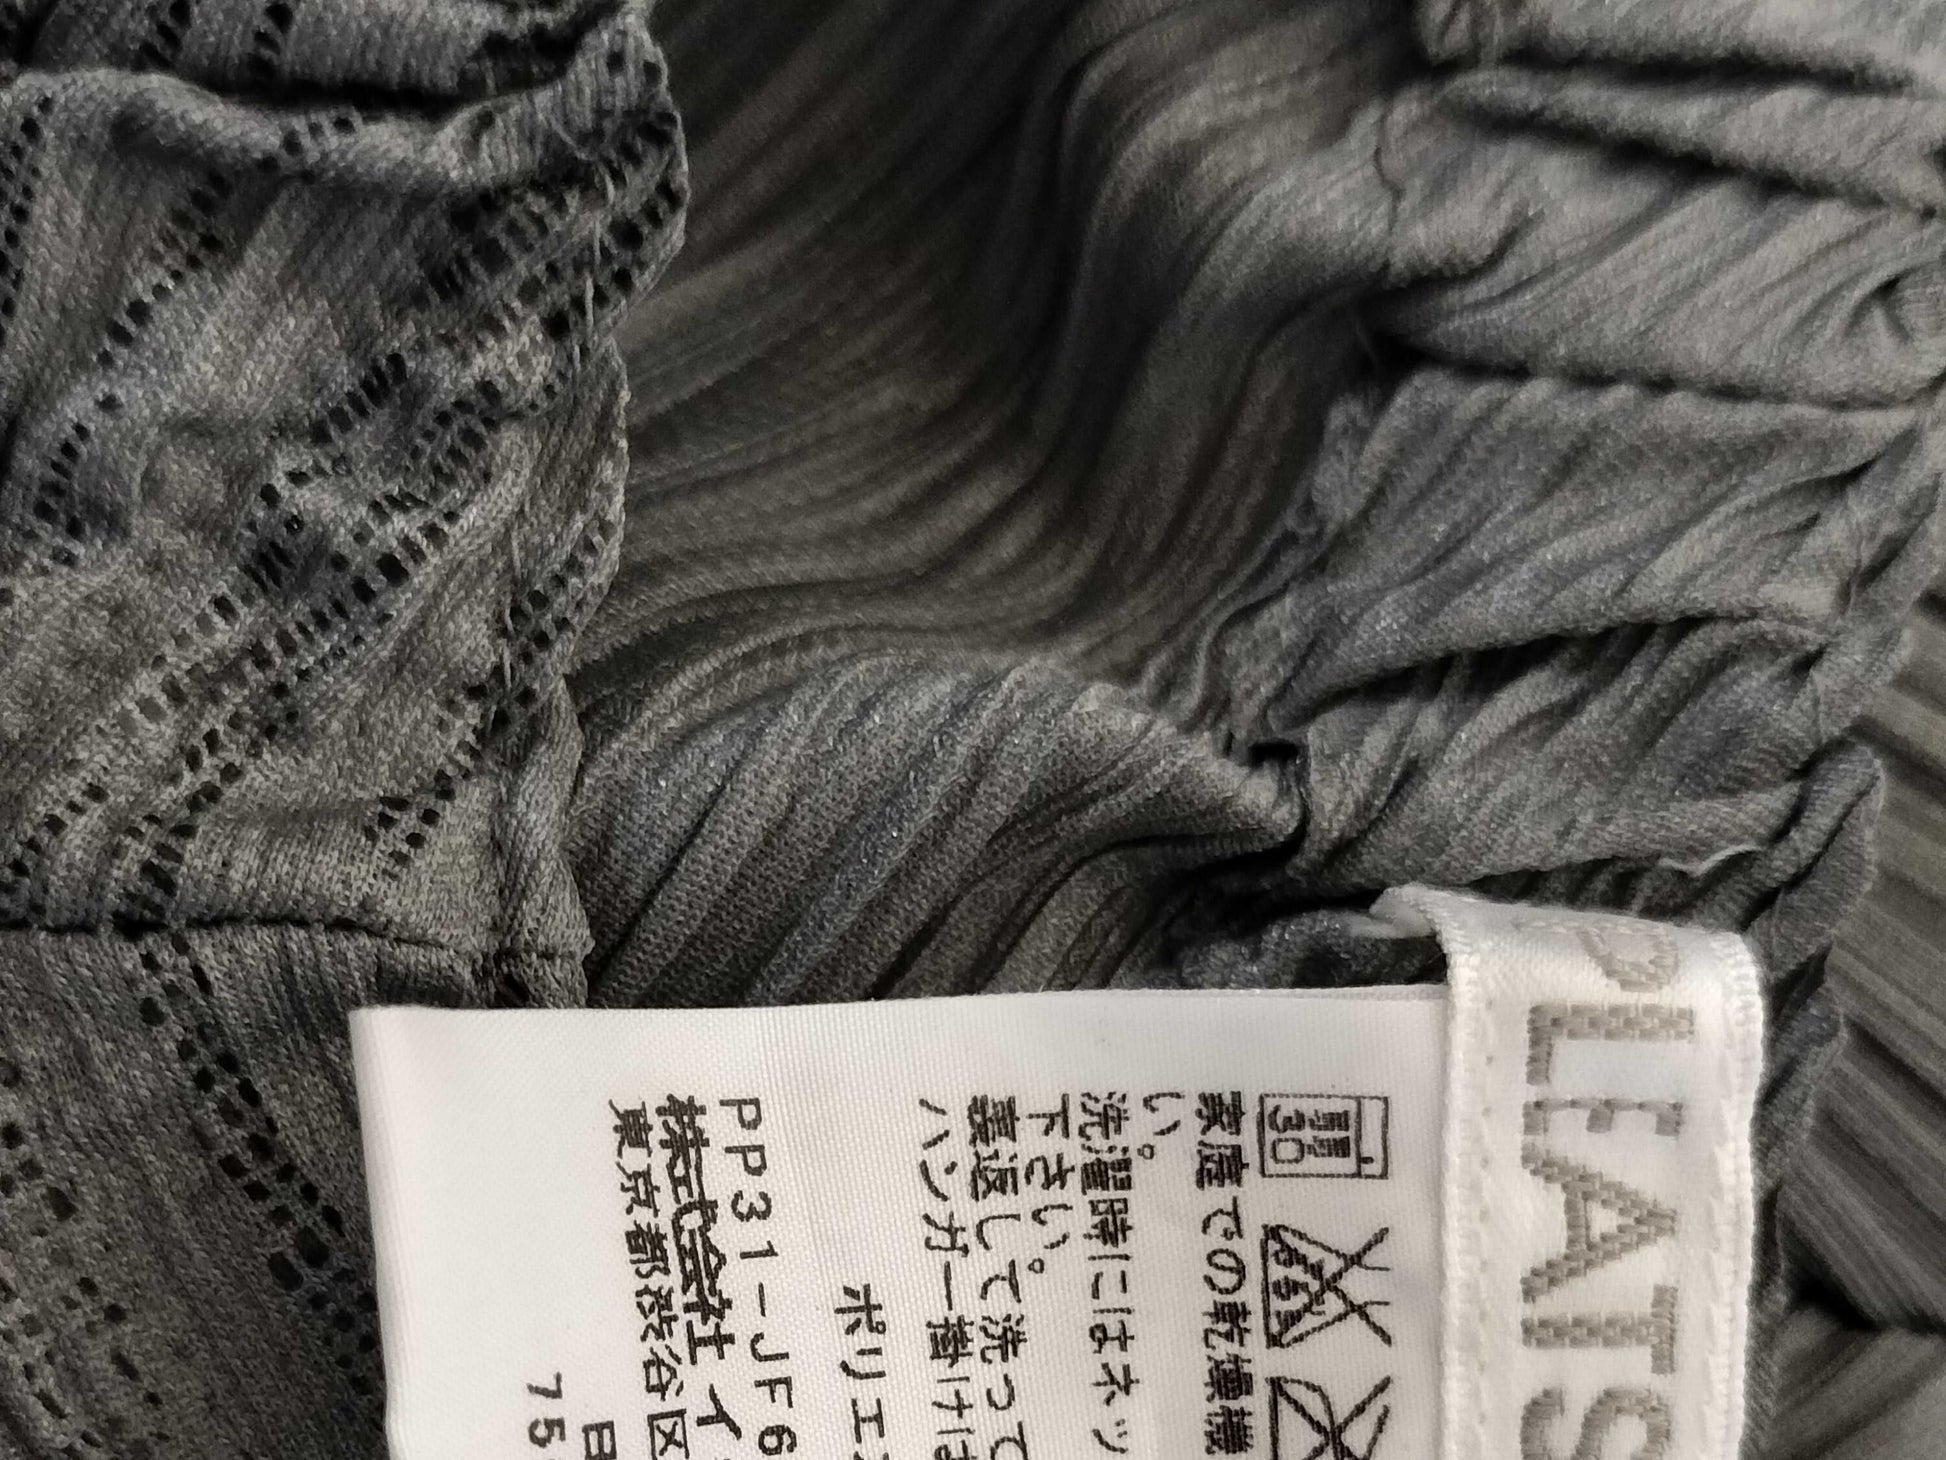 PLEATS
30
家庭での乾燥機
い。
洗濯時にはネッ
下さい。
裏返して洗って
ハンガー掛けは
ポリエ
PP31-JF6
株式会社イ
東京都渋谷区
75